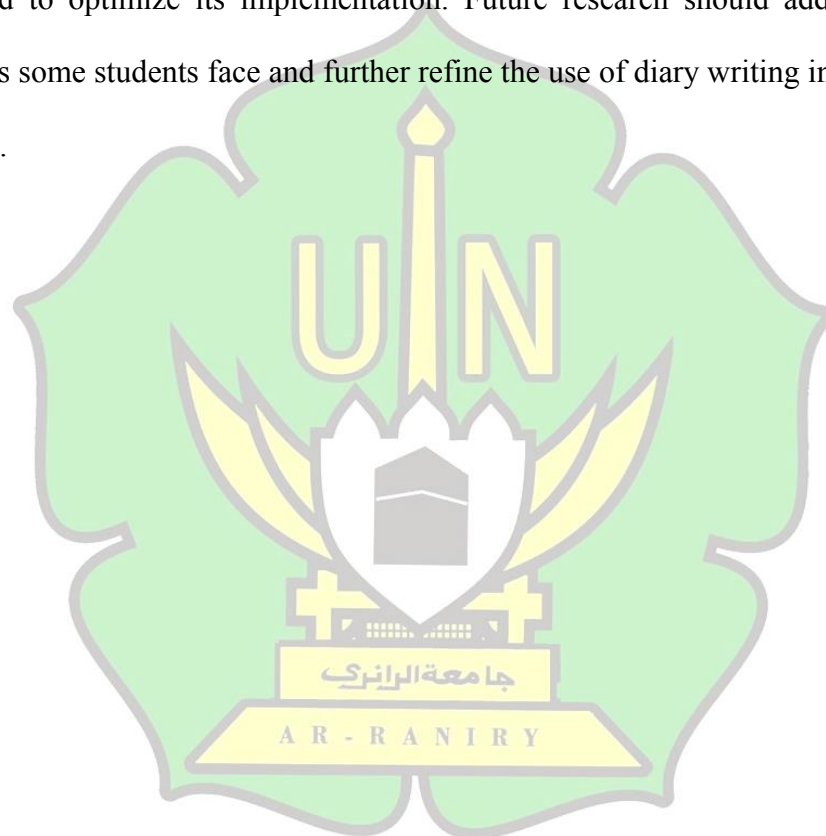 d to optimize its implementation. Future research should add
s some students face and further refine the use of diary writing in
.
UIN
جامعةالرانري
AR-RANIRY